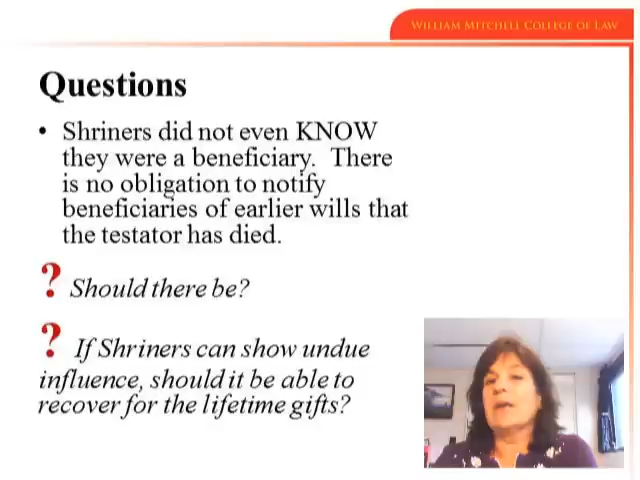 WILLIAM MITCHELL COLLEGE OF LAW
Questions
• Shriners did not even KNOW
they were a beneficiary. There
is no obligation to notify
beneficiaries of earlier wills that
the testator has died.
? Should there be?
? If Shriners can show undue
influence, should it be able to
recover for the lifetime gifts?